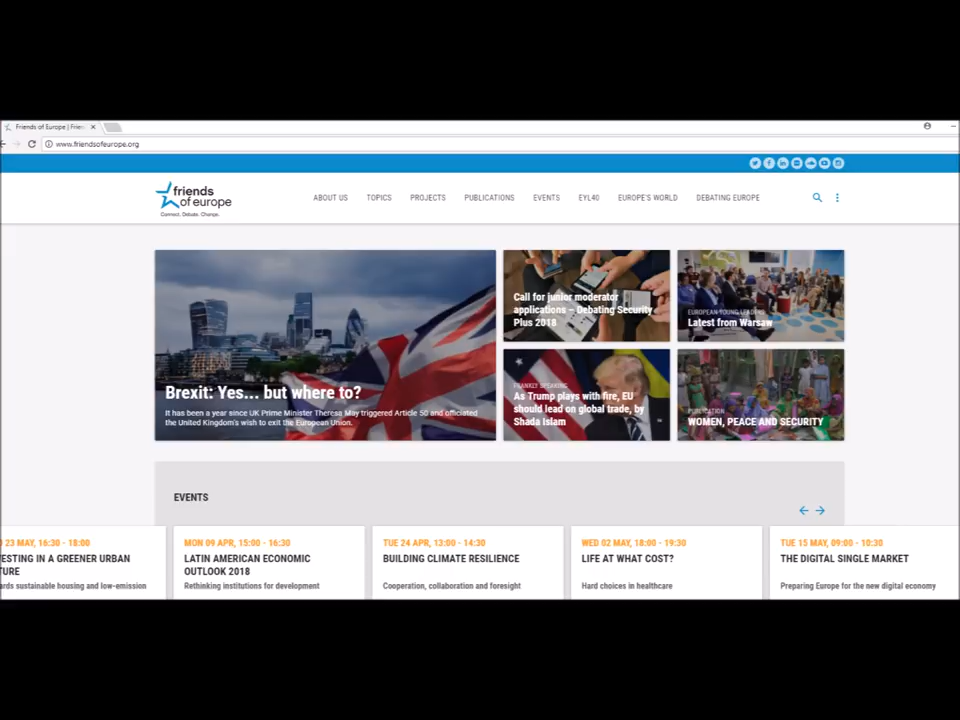 Friends of Europe | Frien
www.friendsofeurope.org
friends
of europe
Connect. Debate. Change.
ABOUT US TOPICS PROJECTS PUBLICATIONS EVENTS EYL40 EUROPE'S WORLD DEBATING EUROPE
Brexit: Yes... but where to?
It has been a year since UK Prime Minister Theresa May triggered Article 50 and officiated
the United Kingdom's wish to exit the European Union.
Call for junior moderator
applications – Debating Security
Plus 2018
EUROPEAN YOUNG LEADERS
Latest from Warsaw
FRANKLY SPEAKING
As Trump plays with fire, EU
should lead on global trade, by
Shada Islam
PUBLICATION
WOMEN, PEACE AND SECURITY
EVENTS
23 MAY, 16:30 - 18:00
ESTING IN A GREENER URBAN
TURE
ards sustainable housing and low-emission
MON 09 APR, 15:00 - 16:30
LATIN AMERICAN ECONOMIC
OUTLOOK 2018
Rethinking institutions for development
TUE 24 APR, 13:00 - 14:30
BUILDING CLIMATE RESILIENCE
Cooperation, collaboration and foresight
WED 02 MAY, 18:00 - 19:30
LIFE AT WHAT COST?
Hard choices in healthcare
TUE 15 MAY, 09:00 - 10:30
THE DIGITAL SINGLE MARKET
Preparing Europe for the new digital economy